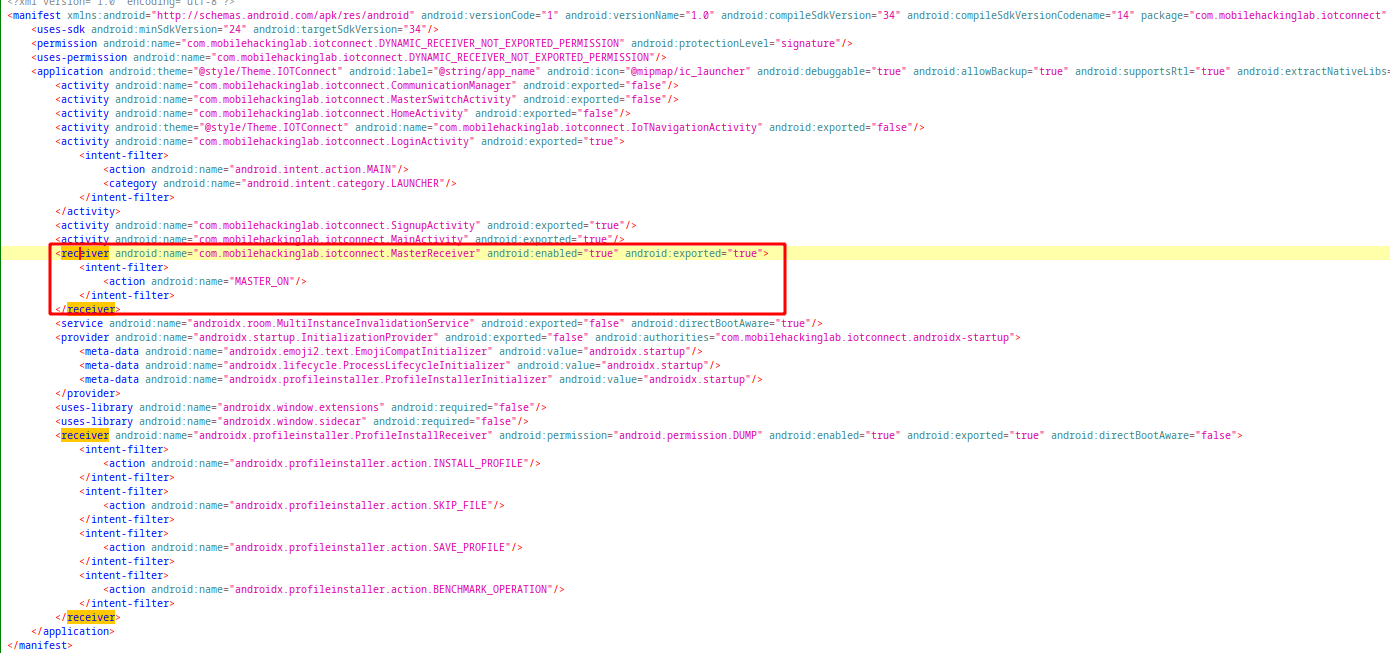 <?xml version="1.0" encoding="utf-8"?>
<manifest xmlns:android="http://schemas.android.com/apk/res/android" android:versionCode="1" android:versionName="1.0" android:compileSdkVersion="34" android:compileSdkVersionCodename="14" package="com.mobilehackinglab.iotconnect"
<uses-sdk android:minSdkVersion="24" android:targetSdkVersion="34"/>
<permission android:name="com.mobilehackinglab.iotconnect.DYNAMIC_RECEIVER_NOT_EXPORTED_PERMISSION" android:protectionLevel="signature"/>
<uses-permission android:name="com.mobilehackinglab.iotconnect.DYNAMIC_RECEIVER_NOT_EXPORTED_PERMISSION"/>
<application android:theme="@style/Theme.IOTConnect" android:label="@string/app_name" android:icon="@mipmap/ic_launcher" android:debuggable="true" android:allowBackup="true" android:supportsRtl="true" android:extractNativeLibs=
<activity android:name="com.mobilehackinglab.iotconnect.CommunicationManager" android:exported="false"/>
<activity android:name="com.mobilehackinglab.iotconnect.MasterSwitchActivity" android:exported="false"/>
<activity android:name="com.mobilehackinglab.iotconnect.HomeActivity" android:exported="false"/>
<activity android:theme="@style/Theme.IOTConnect" android:name="com.mobilehackinglab.iotconnect.IoTNavigationActivity" android:exported="false"/>
<activity android:name="com.mobilehackinglab.iotconnect.LoginActivity" android:exported="true">
<intent-filter>
<action android:name="android.intent.action.MAIN"/>
<category android:name="android.intent.category.LAUNCHER"/>
</intent-filter>
</activity>
<activity android:name="com.mobilehackinglab.iotconnect.SignupActivity" android:exported="true"/>
<activity android:name="com.mobilehackinglab.iotconnect.MainActivity" android:exported="true"/>
<receiver android:name="com.mobilehackinglab.iotconnect.MasterReceiver" android:enabled="true" android:exported="true">
<intent-filter>
<action android:name="MASTER_ON"/>
</intent-filter>
</receiver>
<service android:name="androidx.room.MultiInstanceInvalidationService" android:exported="false" android:directBootAware="true"/>
<provider android:name="androidx.startup.InitializationProvider" android:exported="false" android:authorities="com.mobilehackinglab.iotconnect.androidx-startup">
<meta-data android:name="androidx.emoji2.text.EmojiCompatInitializer" android:value="androidx.startup"/>
<meta-data android:name="androidx.lifecycle.ProcessLifecycleInitializer" android:value="androidx.startup"/>
<meta-data android:name="androidx.profileinstaller.ProfileInstallerInitializer" android:value="androidx.startup"/>
</provider>
<uses-library android:name="androidx.window.extensions" android:required="false"/>
<uses-library android:name="androidx.window.sidecar" android:required="false"/>
<receiver android:name="androidx.profileinstaller.ProfileInstallReceiver" android:permission="android.permission.DUMP" android:enabled="true" android:exported="true" android:directBootAware="false">
<intent-filter>
<action android:name="androidx.profileinstaller.action.INSTALL_PROFILE"/>
</intent-filter>
<intent-filter>
<action android:name="androidx.profileinstaller.action.SKIP_FILE"/>
</intent-filter>
<intent-filter>
<action android:name="androidx.profileinstaller.action.SAVE_PROFILE"/>
</intent-filter>
<intent-filter>
<action android:name="androidx.profileinstaller.action.BENCHMARK_OPERATION"/>
</intent-filter>
</receiver>
</application>
</manifest>